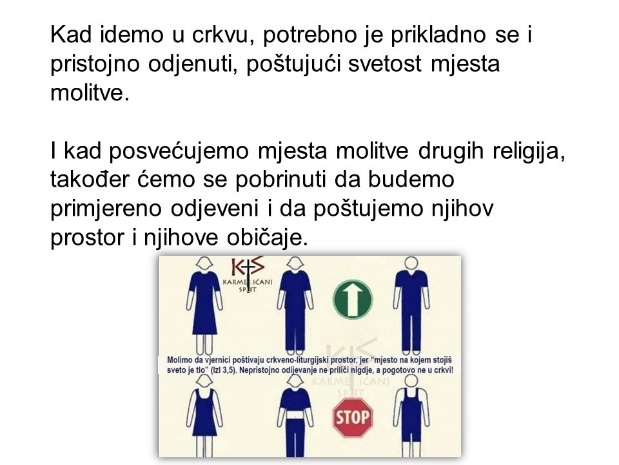 Kad idemo u crkvu, potrebno je prikladno se i
pristojno odjenuti, poštujući svetost mjesta
molitve.
I kad posvećujemo mjesta molitve drugih religija,
također ćemo se pobrinuti da budemo
primjereno odjeveni i da poštujemo njihov
prostor i njihove običaje.
KS
KARMELIĆANI
SPLIT
Molimo da vjernici poštivaju crkveno-liturgijski prostor, jer "mjesto na kojem stojiš
sveto je tlo" (Izl 3,5). Nepristojno odijevanje ne priliči nigdje, a pogotovo ne u crkvi!
KARMELIĆANI
SPLIT
STOP